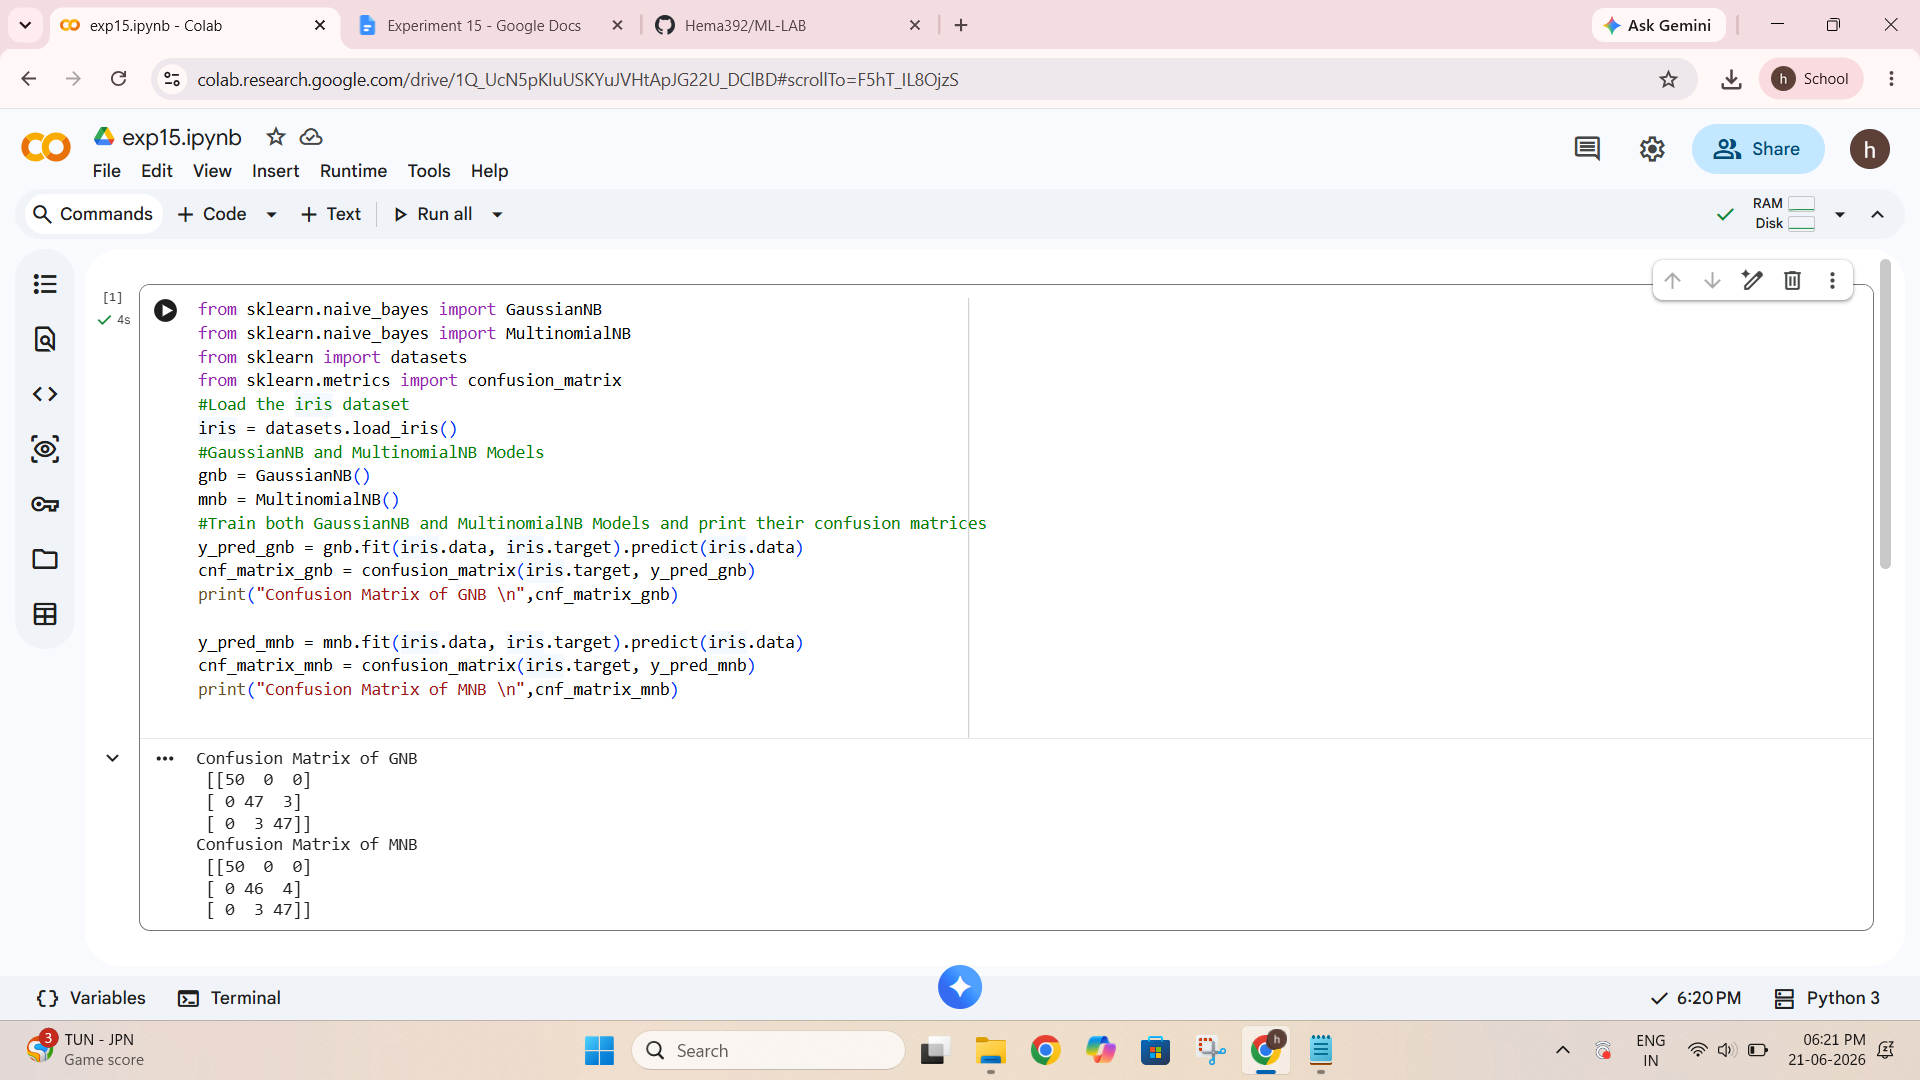 exp15.ipynb - Colab
Experiment 15 - Google Docs
Hema392/ML-LAB
Ask Gemini
colab.research.google.com/drive/1Q_UcN5pKIuUSKYuJVHtApJG22U_DClBD#scrollTo=F5hT_IL8OjzS
h
School
exp15.ipynb
File Edit View Insert Runtime Tools Help
Share
h
Commands
+ Code
+ Text
Run all
RAM
Disk
[1]
4s
from sklearn.naive_bayes import GaussianNB
from sklearn.naive_bayes import MultinomialNB
from sklearn import datasets
from sklearn.metrics import confusion_matrix
#Load the iris dataset
iris = datasets.load_iris()
#GaussianNB and MultinomialNB Models
gnb = GaussianNB()
mnb = MultinomialNB()
#Train both GaussianNB and MultinomialNB Models and print their confusion matrices
y_pred_gnb = gnb.fit(iris.data, iris.target).predict(iris.data)
cnf_matrix_gnb = confusion_matrix(iris.target, y_pred_gnb)
print("Confusion Matrix of GNB \n",cnf_matrix_gnb)
y_pred_mnb = mnb.fit(iris.data, iris.target).predict(iris.data)
cnf_matrix_mnb = confusion_matrix(iris.target, y_pred_mnb)
print("Confusion Matrix of MNB \n",cnf_matrix_mnb)
Confusion Matrix of GNB
[[50 0 0]
[ 0 47 3]
[ 0 3 47]]
Confusion Matrix of MNB
[[50 0 0]
[ 0 46 4]
[ 0 3 47]]
Variables
Terminal
6:20 PM
Python 3
3
TUN - JPN
Game score
Search
h
ENG
IN
06:21 PM
21-06-2026